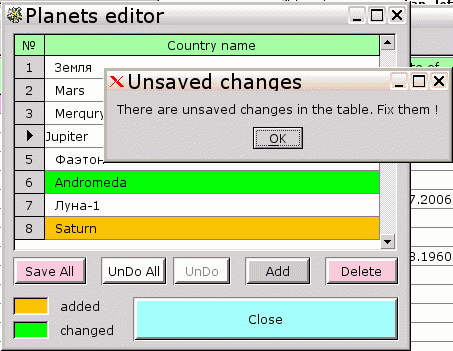 Planets editor
№ Country name
1 Земля
2 Mars
3 Merqury
Jupiter
5 Фаэтон
6 Andromeda
7 Луна-1
8 Saturn
Unsaved changes
There are unsaved changes in the table. Fix them !
OK
7.2006
3.1960
Save All UnDo All UnDo Add Delete
added
changed
Close